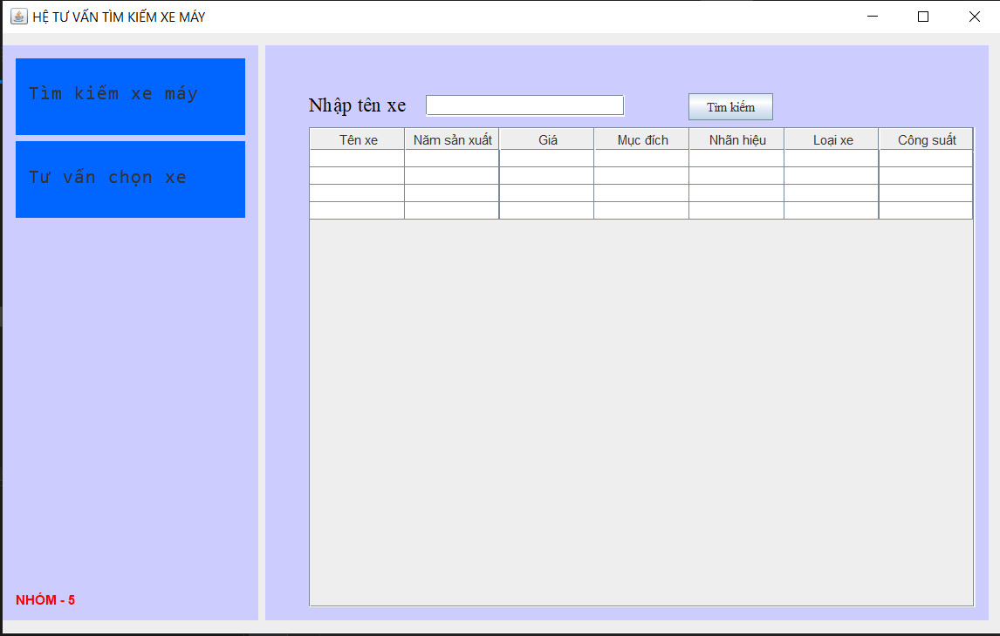 HỆ TƯ VẤN TÌM KIẾM XE MÁY
Tìm kiếm xe máy
Tư vấn chọn xe
NHÓM - 5
Nhập tên xe
Tìm kiếm
Tên xe Năm sản xuất Giá Mục đích Nhãn hiệu Loại xe Công suất